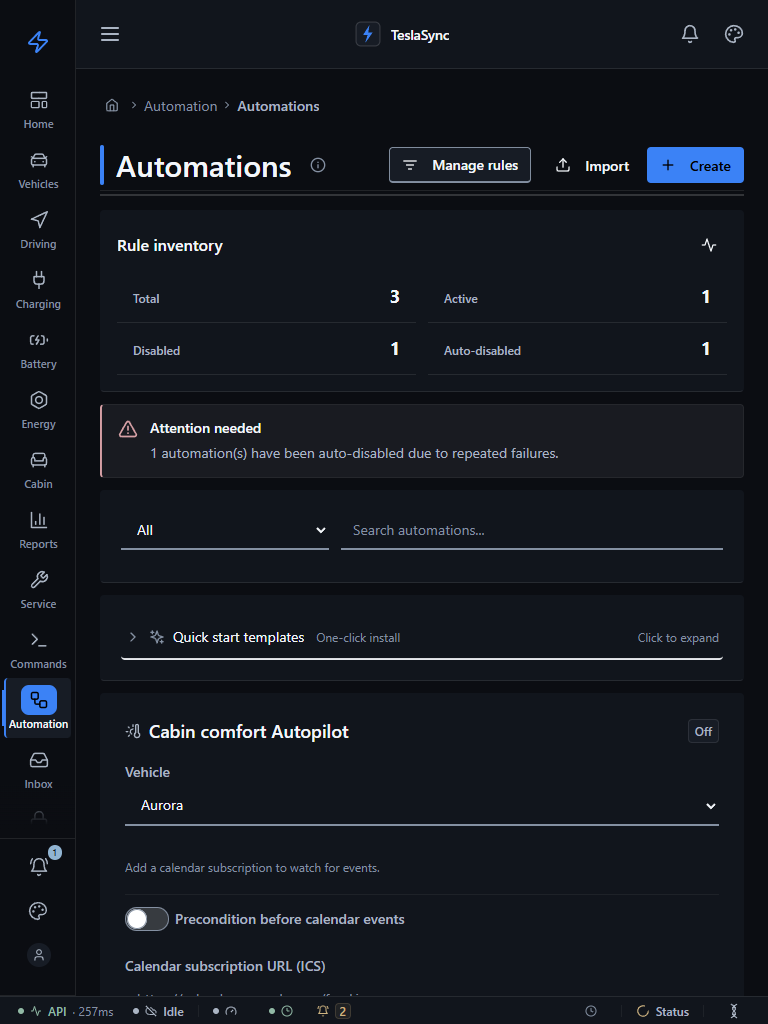 TeslaSync
Home
Vehicles
Driving
Charging
Battery
Energy
Cabin
Reports
Service
Commands
Automation
Inbox
1
Automation
Automations
Automations
Manage rules
Import
Create
Rule inventory
Total 3
Active 1
Disabled 1
Auto-disabled 1
Attention needed
1 automation(s) have been auto-disabled due to repeated failures.
All
Search automations...
Quick start templates One-click install Click to expand
Cabin comfort Autopilot Off
Vehicle
Aurora
Add a calendar subscription to watch for events.
Precondition before calendar events
Calendar subscription URL (ICS)
API · 257ms Idle 2 Status